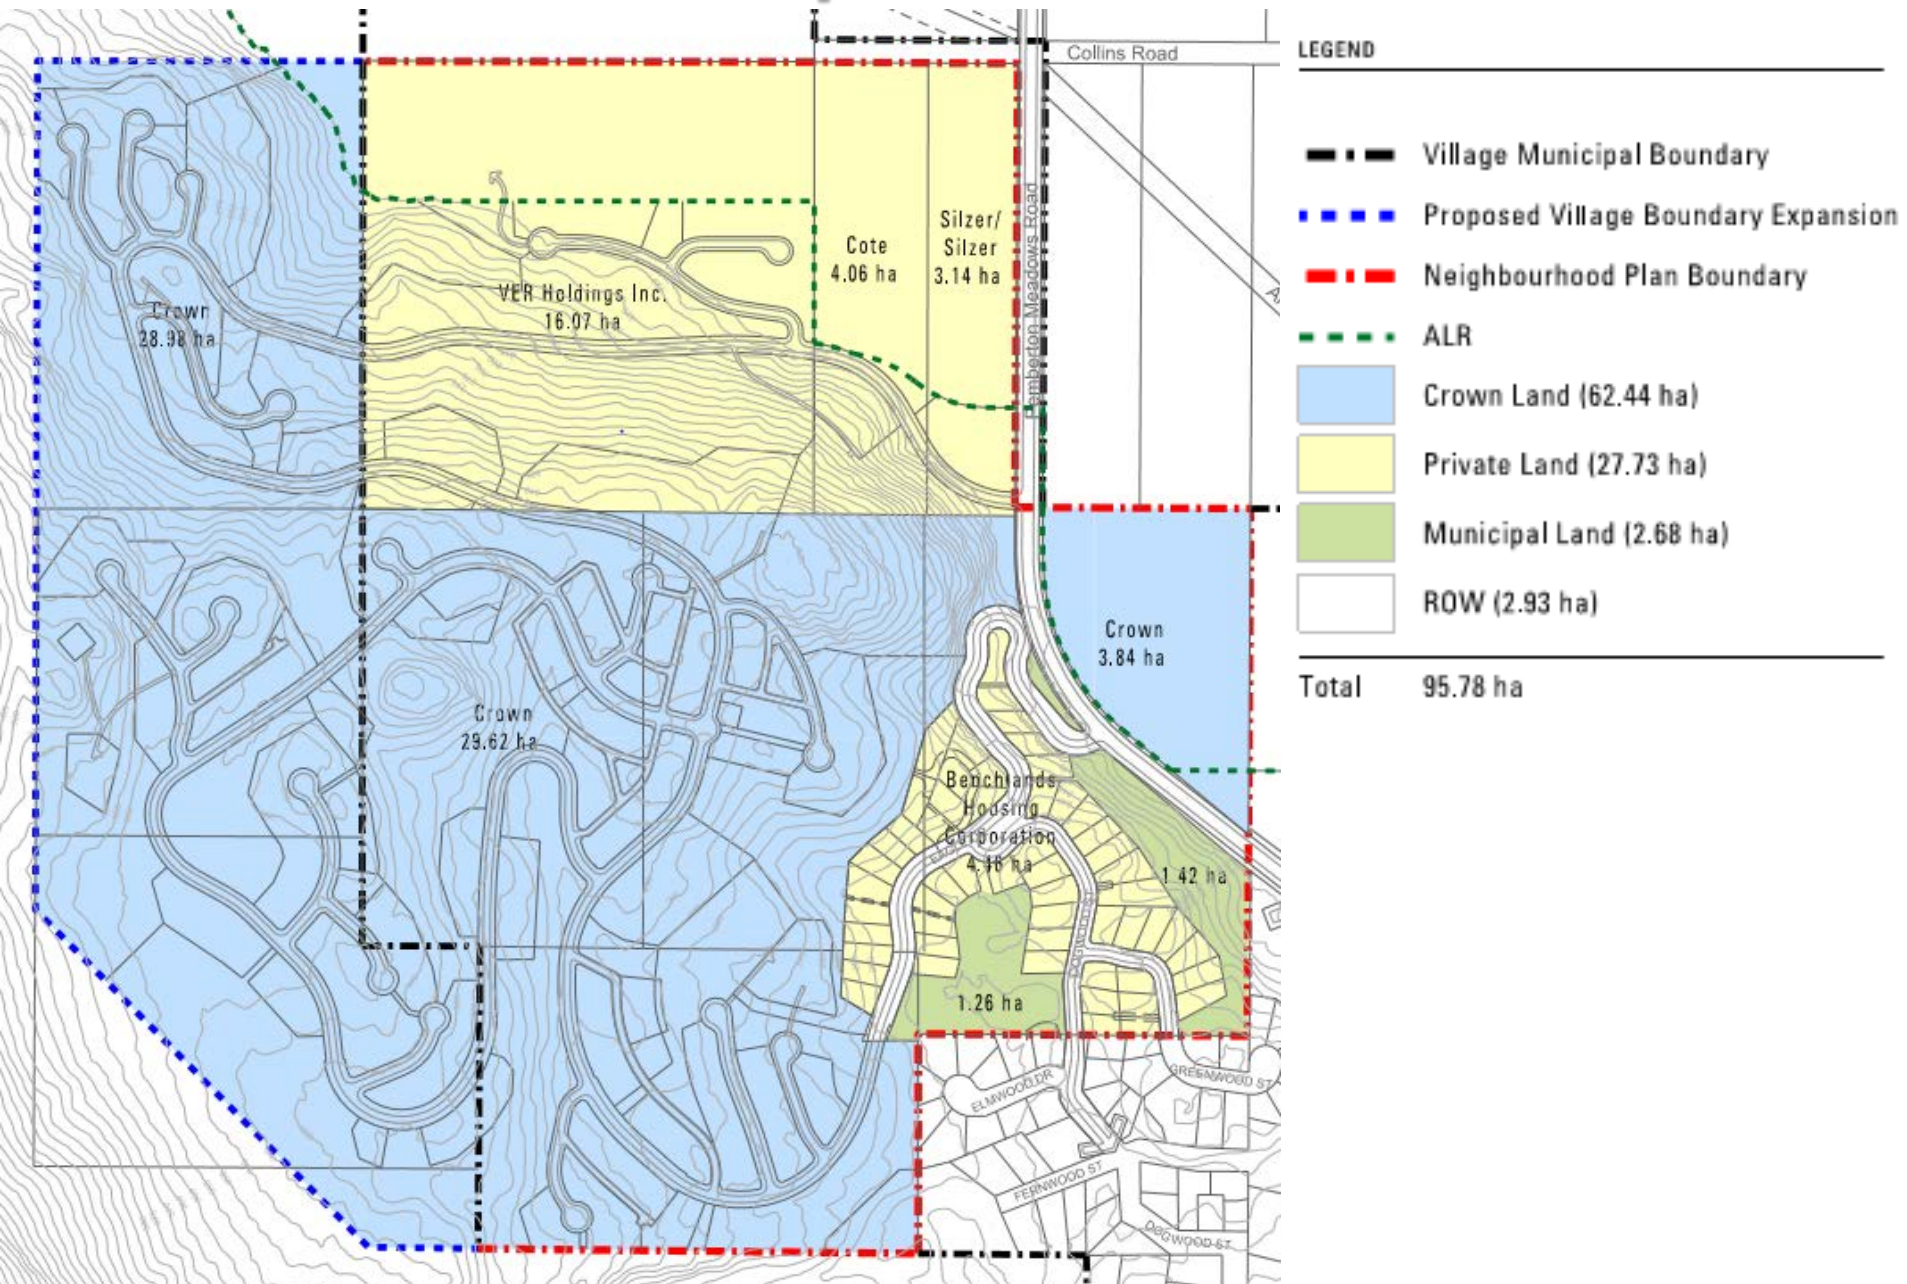 Collins Road
Pemberton Meadows Road
Silzer/
Silzer
3.14 ha
Cote
4.06 ha
VER Holdings Inc.
16.07 ha
Crown
28.98 ha
Crown
3.84 ha
Crown
29.62 ha
Benchlands
Housing
Corporation
4.46 ha
1.42 ha
1.26 ha
DOGWOOD ST
ELMWOOD DR
GREENWOOD ST
FERNWOOD ST
DOGWOOD ST
LEGEND
Village Municipal Boundary
Proposed Village Boundary Expansion
Neighbourhood Plan Boundary
ALR
Crown Land (62.44 ha)
Private Land (27.73 ha)
Municipal Land (2.68 ha)
ROW (2.93 ha)
Total 95.78 ha